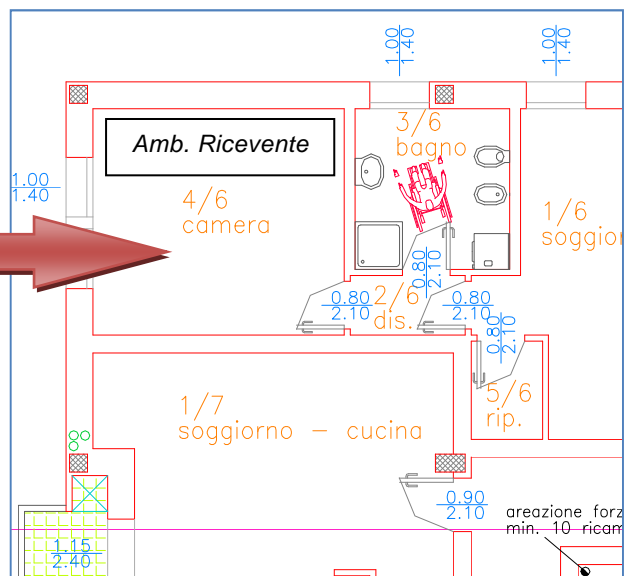 1.00
1.40
1.00
1.40
Amb. Ricevente
3/6
bagno
1.00
1.40
4/6
camera
1/6
soggior
0.80
2.10
0.80
2.10
2/6
dis.
0.80
2.10
0.80
2.10
5/6
rip.
1/7
soggiorno – cucina
0.90
2.10
areazione forz
min. 10 ricam
1.15
2.40